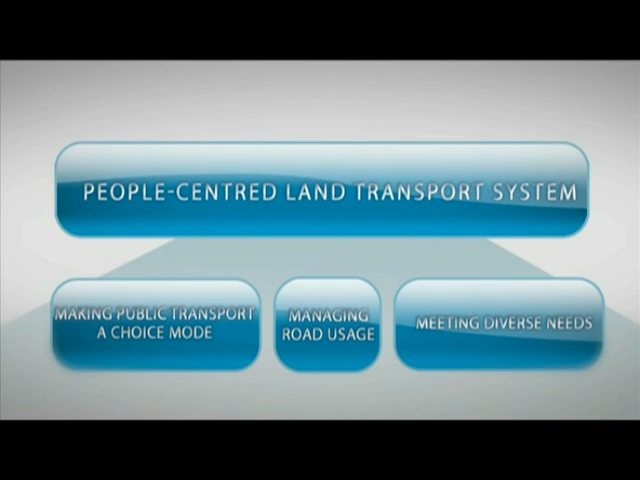 PEOPLE-CENTRED LAND TRANSPORT SYSTEM
MAKING PUBLIC TRANSPORT
A CHOICE MODE
MANAGING
ROAD USAGE
MEETING DIVERSE NEEDS